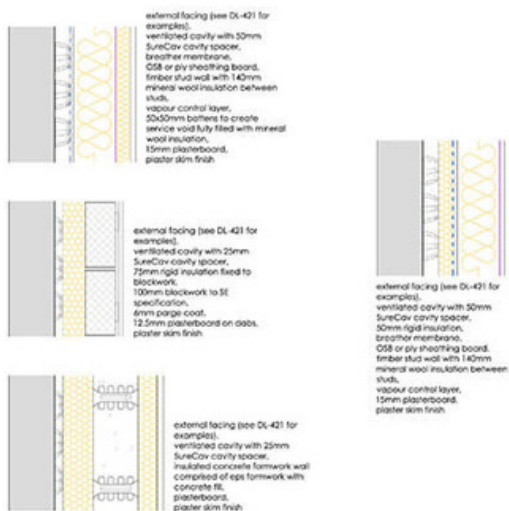 external facing (see DL-421 for
examples),
ventilated cavity with 50mm
SureCav cavity spacer,
breather membrane,
OSB or ply sheathing board,
timber stud wall with 140mm
mineral wool insulation between
studs,
vapour control layer,
50x50mm battens to create
service void fully filled with mineral
wool insulation,
15mm plasterboard,
plaster skim finish
external facing (see DL-421 for
examples),
ventilated cavity with 25mm
SureCav cavity spacer,
75mm rigid insulation fixed to
blockwork,
100mm blockwork to SE
specification,
6mm parge coat,
12.5mm plasterboard on dabs,
plaster skim finish
external facing (see DL-421 for
examples),
ventilated cavity with 25mm
SureCav cavity spacer,
insulated concrete formwork wall
comprised of eps formwork with
concrete fill,
plasterboard,
plaster skim finish
external facing (see DL-421 for
examples),
ventilated cavity with 50mm
SureCav cavity spacer,
50mm rigid insulation,
breather membrane,
OSB or ply sheathing board,
timber stud wall with 140mm
mineral wool insulation between
studs,
vapour control layer,
15mm plasterboard,
plaster skim finish